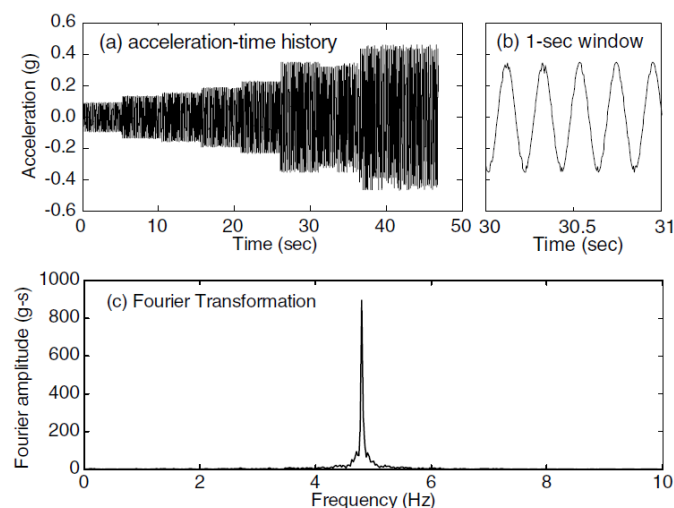 (a) acceleration-time history
(b) 1-sec window
Acceleration (g)
0.6
0.4
0.2
0.0
-0.2
-0.4
-0.6
0 10 20 30 40 50
Time (sec)
30 30.5 31
Time (sec)
(c) Fourier Transformation
Fourier amplitude (g-s)
1000
800
600
400
200
0
0 2 4 6 8 10
Frequency (Hz)